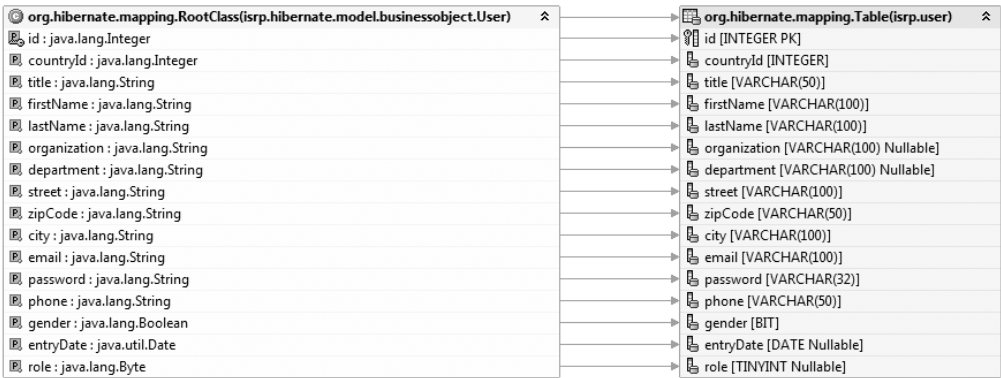 org.hibernate.mapping.RootClass(isrp.hibernate.model.businessobject.User)
id : java.lang.Integer
countryId : java.lang.Integer
title : java.lang.String
firstName : java.lang.String
lastName : java.lang.String
organization : java.lang.String
department : java.lang.String
street : java.lang.String
zipCode : java.lang.String
city : java.lang.String
email : java.lang.String
password : java.lang.String
phone : java.lang.String
gender : java.lang.Boolean
entryDate : java.util.Date
role : java.lang.Byte
org.hibernate.mapping.Table(isrp.user)
id [INTEGER PK]
countryId [INTEGER]
title [VARCHAR(50)]
firstName [VARCHAR(100)]
lastName [VARCHAR(100)]
organization [VARCHAR(100) Nullable]
department [VARCHAR(100) Nullable]
street [VARCHAR(100)]
zipCode [VARCHAR(50)]
city [VARCHAR(100)]
email [VARCHAR(100)]
password [VARCHAR(32)]
phone [VARCHAR(50)]
gender [BIT]
entryDate [DATE Nullable]
role [TINYINT Nullable]